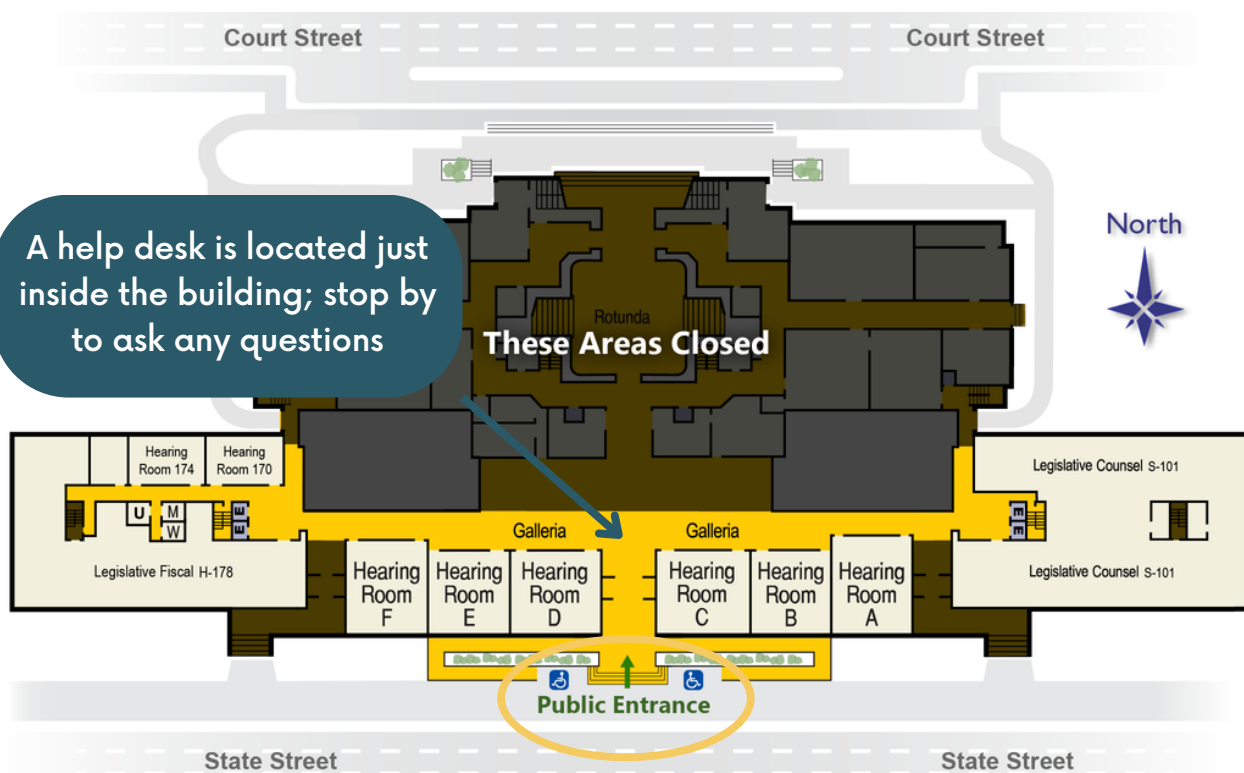 Court Street
Court Street
A help desk is located just
inside the building; stop by
to ask any questions
North
Rotunda
These Areas Closed
Hearing
Room 174
Hearing
Room 170
Legislative Counsel S-101
U
M
W
E
E
E
E
Galleria
Galleria
Legislative Fiscal H-178
Hearing
Room
F
Hearing
Room
E
Hearing
Room
D
Hearing
Room
C
Hearing
Room
B
Hearing
Room
A
Legislative Counsel S-101
Public Entrance
State Street
State Street